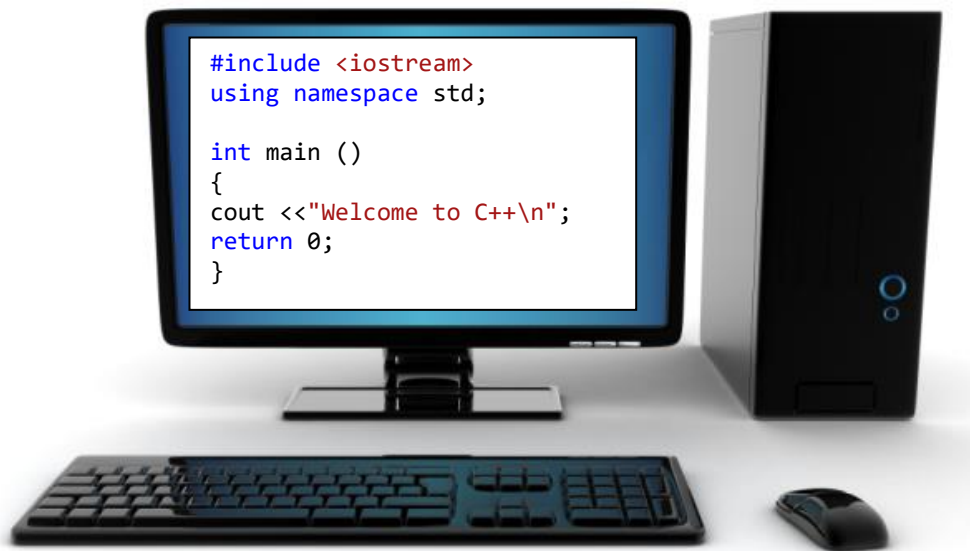 #include <iostream>
using namespace std;
int main ()
{
cout <<"Welcome to C++\n";
return 0;
}